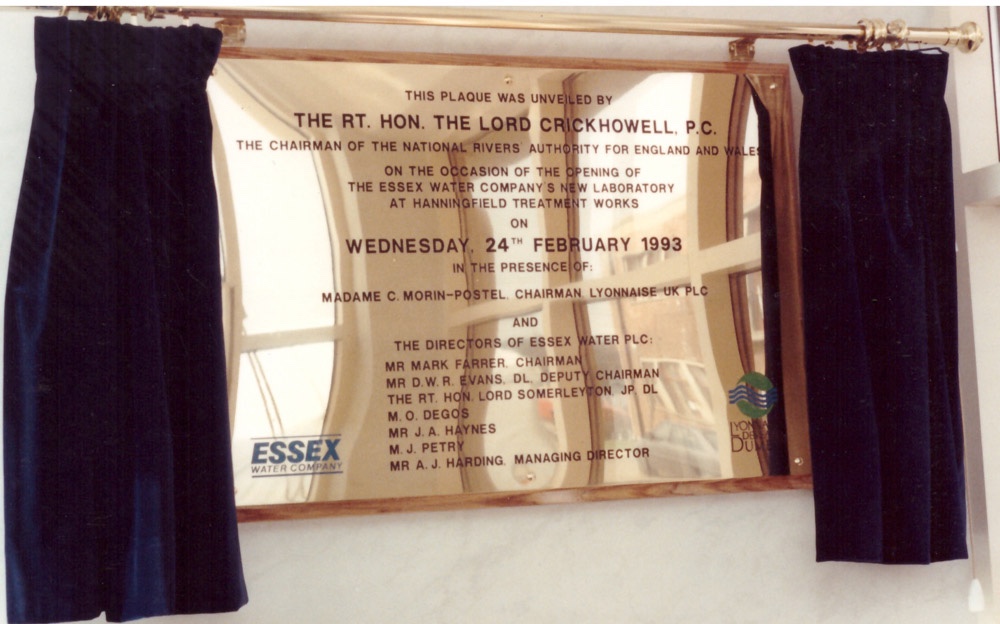 THIS PLAQUE WAS UNVEILED BY
THE RT. HON. THE LORD CRICKHOWELL, P.C.
THE CHAIRMAN OF THE NATIONAL RIVERS AUTHORITY FOR ENGLAND AND WALES
ON THE OCCASION OF THE OPENING OF
THE ESSEX WATER COMPANY'S NEW LABORATORY
AT HANNINGFIELD TREATMENT WORKS
ON
WEDNESDAY, 24TH FEBRUARY 1993
IN THE PRESENCE OF:
MADAME C. MORIN-POSTEL, CHAIRMAN LYONNAISE UK PLC
AND
THE DIRECTORS OF ESSEX WATER PLC:
MR MARK FARRER, CHAIRMAN
MR D.W.R. EVANS, DL, DEPUTY CHAIRMAN
THE RT. HON. LORD SOMERLEYTON, JP, DL
M. O. DEGOS
MR J. A. HAYNES
M. J. PETRY
MR A. J. HARDING, MANAGING DIRECTOR
ESSEX
WATER COMPANY